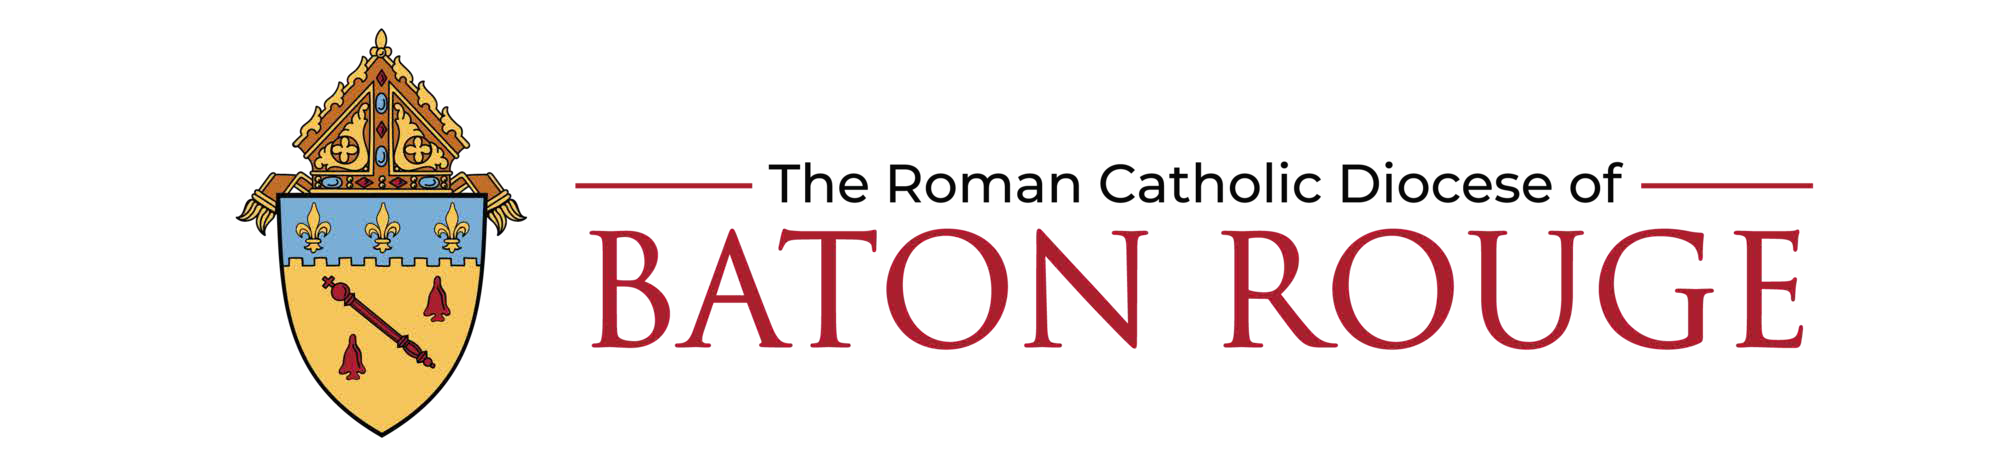 The Roman Catholic Diocese of
BATON ROUGE